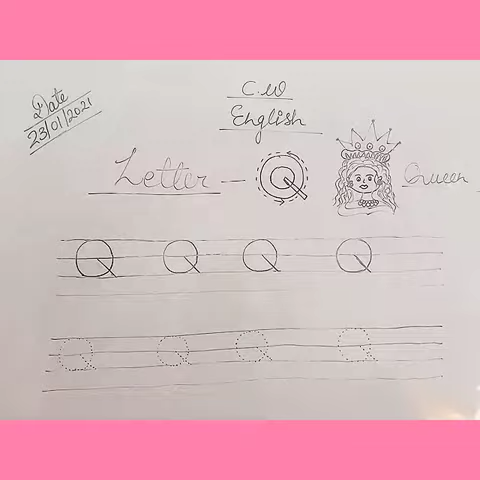 Date
23/01/2021
C.W
English
Letter - Q Queen
Q Q Q Q
Q Q Q Q